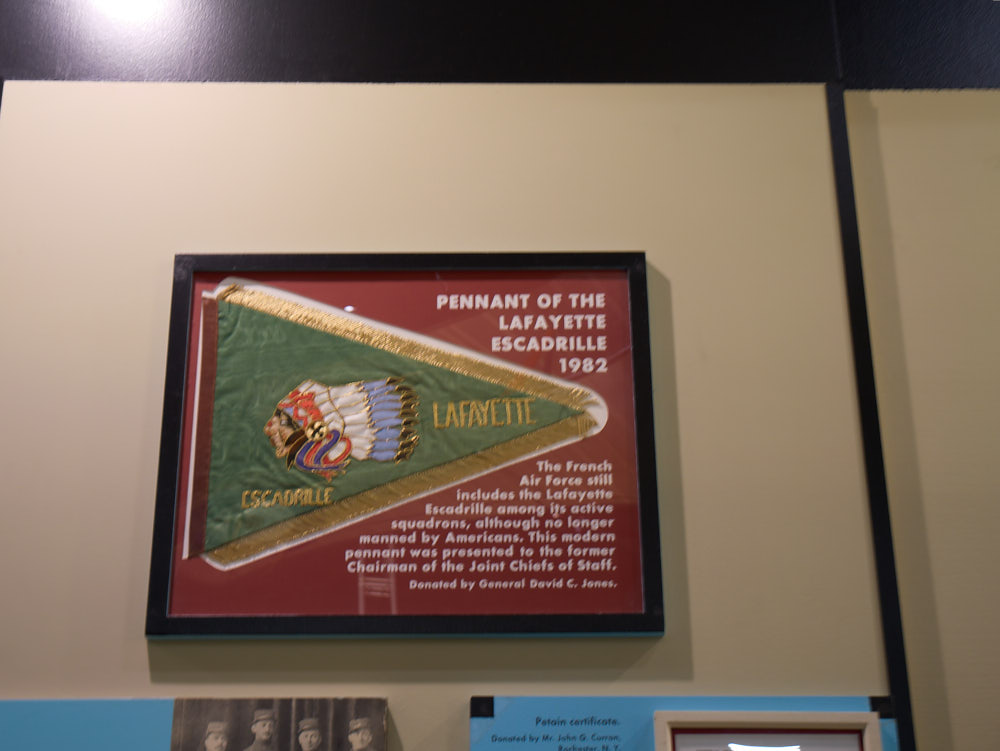 PENNANT OF THE
LAFAYETTE
ESCADRILLE
1982
LAFAYETTE
ESCADRILLE
The French
Air Force still
includes the Lafayette
Escadrille among its active
squadrons, although no longer
manned by Americans. This modern
pennant was presented to the former
Chairman of the Joint Chiefs of Staff.
Donated by General David C. Jones.
Petain certificate.
Donated by Mr. John G. Curran,
Rochester, N.Y.